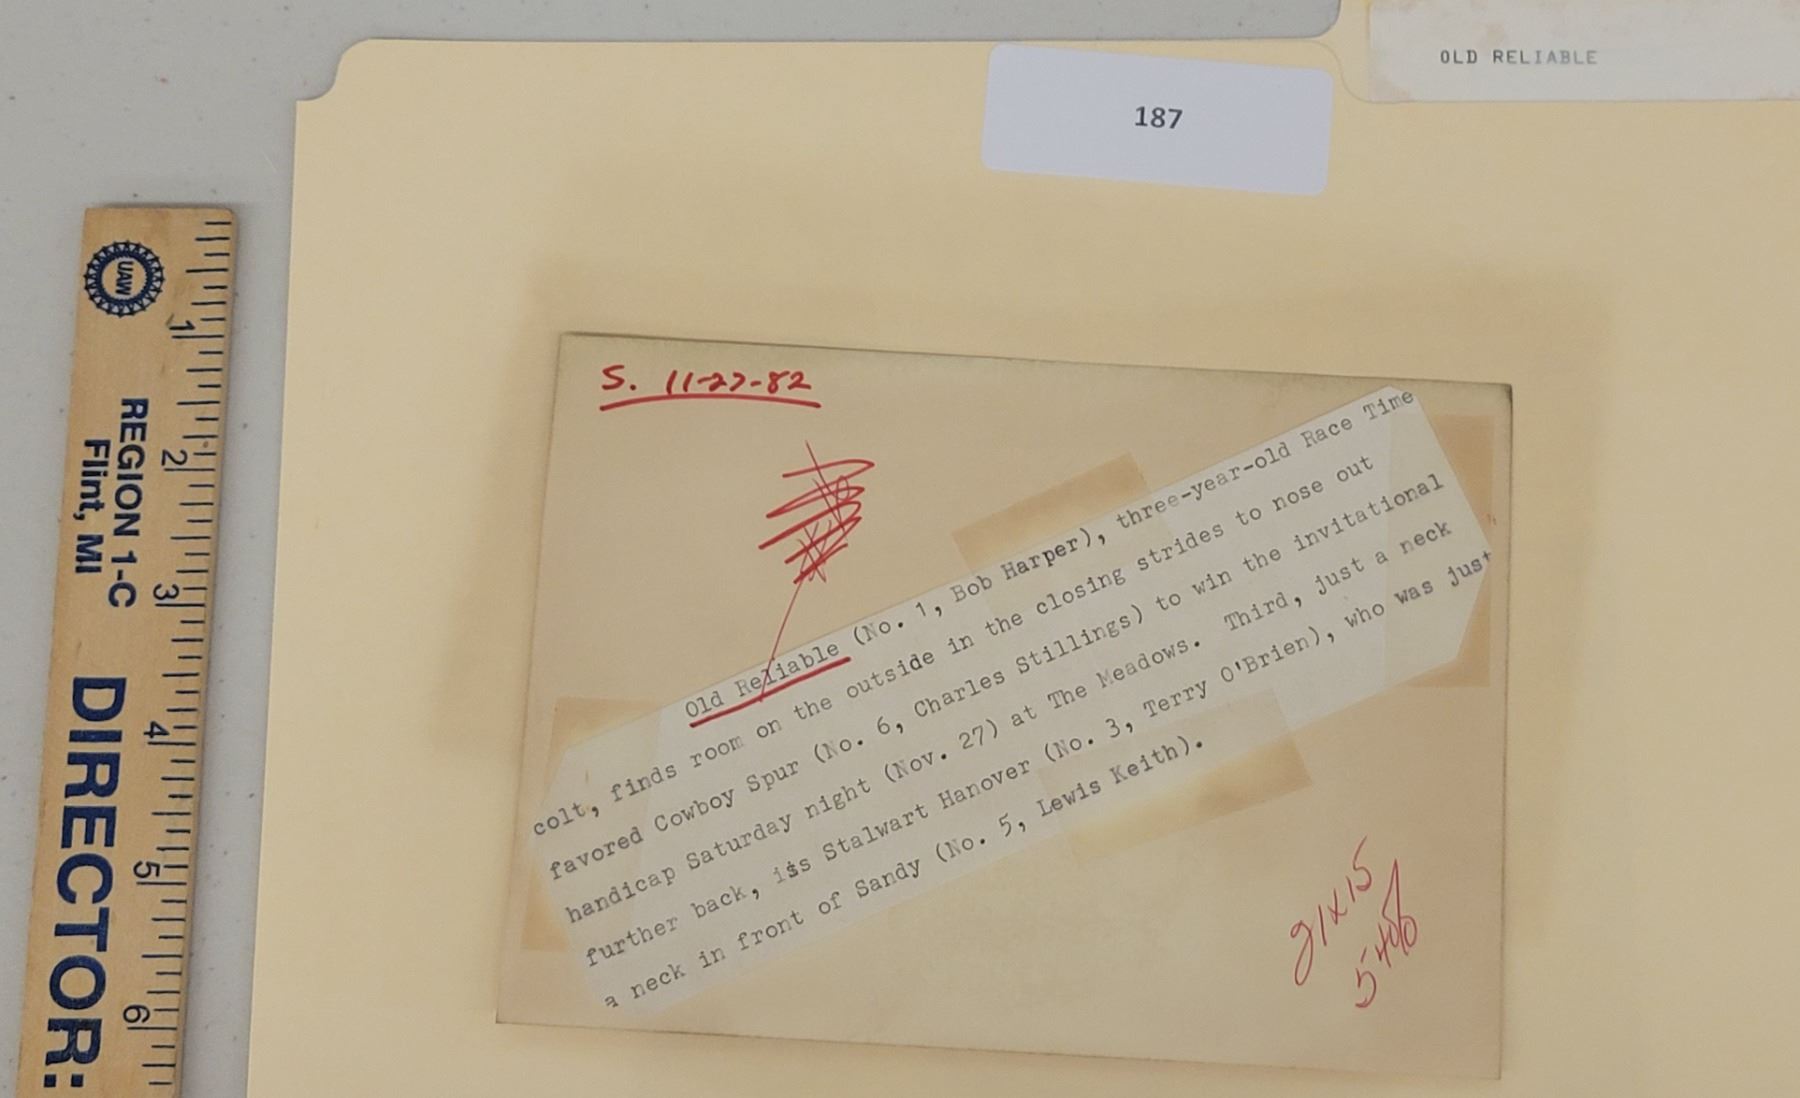 OLD RELIABLE
187
S. 11-27-82
Old Reliable (No. 1, Bob Harper), three-year-old Race Time
colt, finds room on the outside in the closing strides to nose out
favored Cowboy Spur (No. 6, Charles Stillings) to win the invitational
handicap Saturday night (Nov. 27) at The Meadows. Third, just a neck
further back, iss Stalwart Hanover (No. 3, Terry O'Brien), who was just
a neck in front of Sandy (No. 5, Lewis Keith).
21x15
UAW
REGION 1-C
Flint, MI
DIRECTOR:
1
2
3
4
5
6